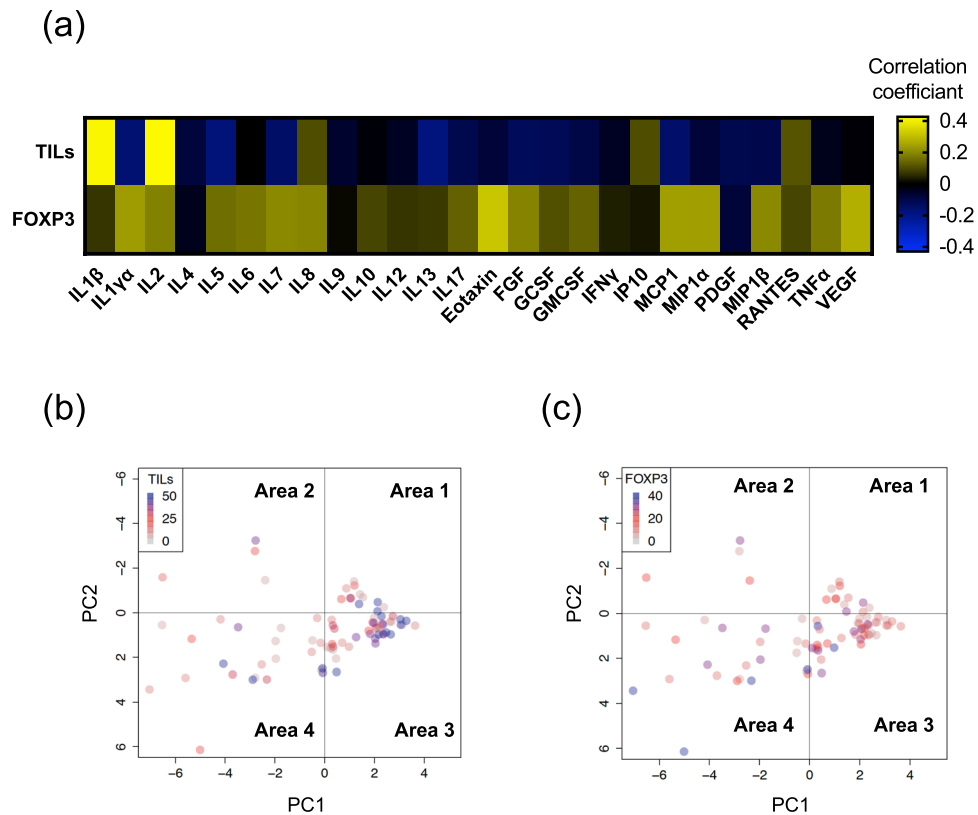 (a)
Correlation
coefficiant
TILs
FOXP3
0.4
0.2
0
-0.2
-0.4
IL1β
IL1γα
IL2
IL4
IL5
IL6
IL7
IL8
IL9
IL10
IL12
IL13
IL17
Eotaxin
FGF
GCSF
GMCSF
IFNγ
IP10
MCP1
MIP1α
PDGF
MIP1β
RANTES
TNFα
VEGF
(b)
TILs
50
25
0
Area 2
Area 1
Area 4
Area 3
PC2
-6
-4
-2
0
2
4
6
-6 -4 -2 0 2 4 6
PC1
(c)
FOXP3
40
20
0
Area 2
Area 1
Area 4
Area 3
PC2
-6
-4
-2
0
2
4
6
-6 -4 -2 0 2 4
PC1